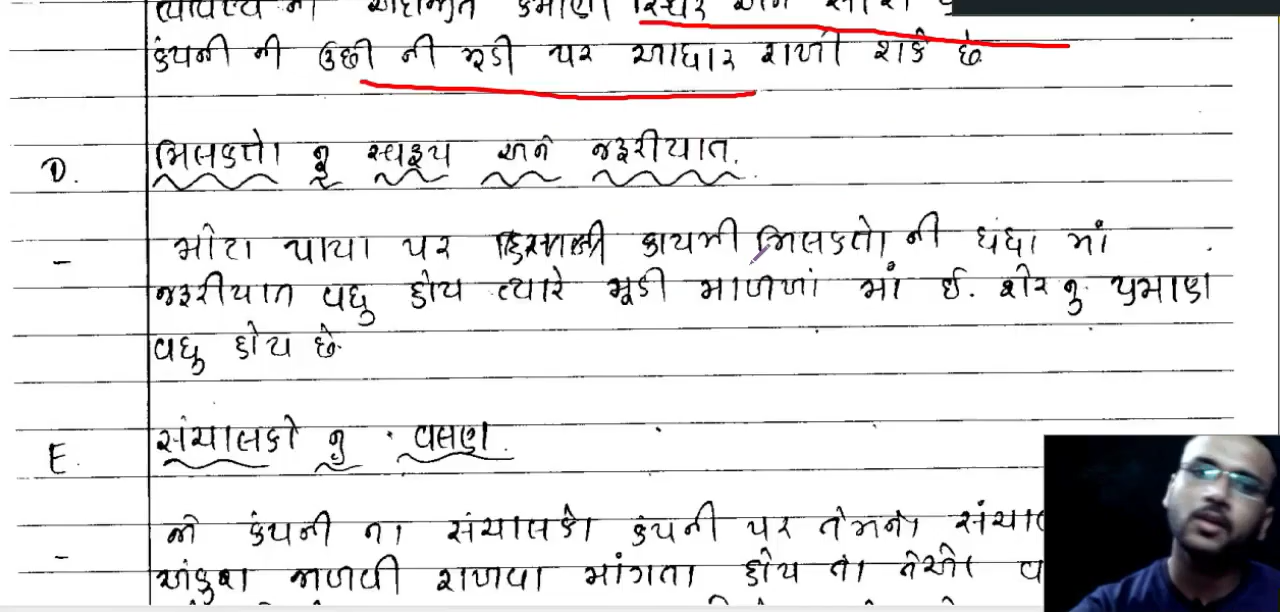 કંપની ની ઉછી ની મૂડી પર આધાર રાખી શકે છે.
D. મિલકતો નું સ્વરૂપ અને જરૂરીયાત.
- મોટા પાયા પર કાયમી મિલકતો ની ધંધા માં
જરૂરીયાત વધુ હોય ત્યારે મૂડી માળખાં માં ઈ. શેર નુ પ્રમાણ
વધુ હોય છે.
E. સંચાલકો નુ વલણ.
- જો કંપની ના સંચાલકો કંપની પર તેમનો
અંકુશ જાળવી રાખવા માંગતા હોય તો તેઓ